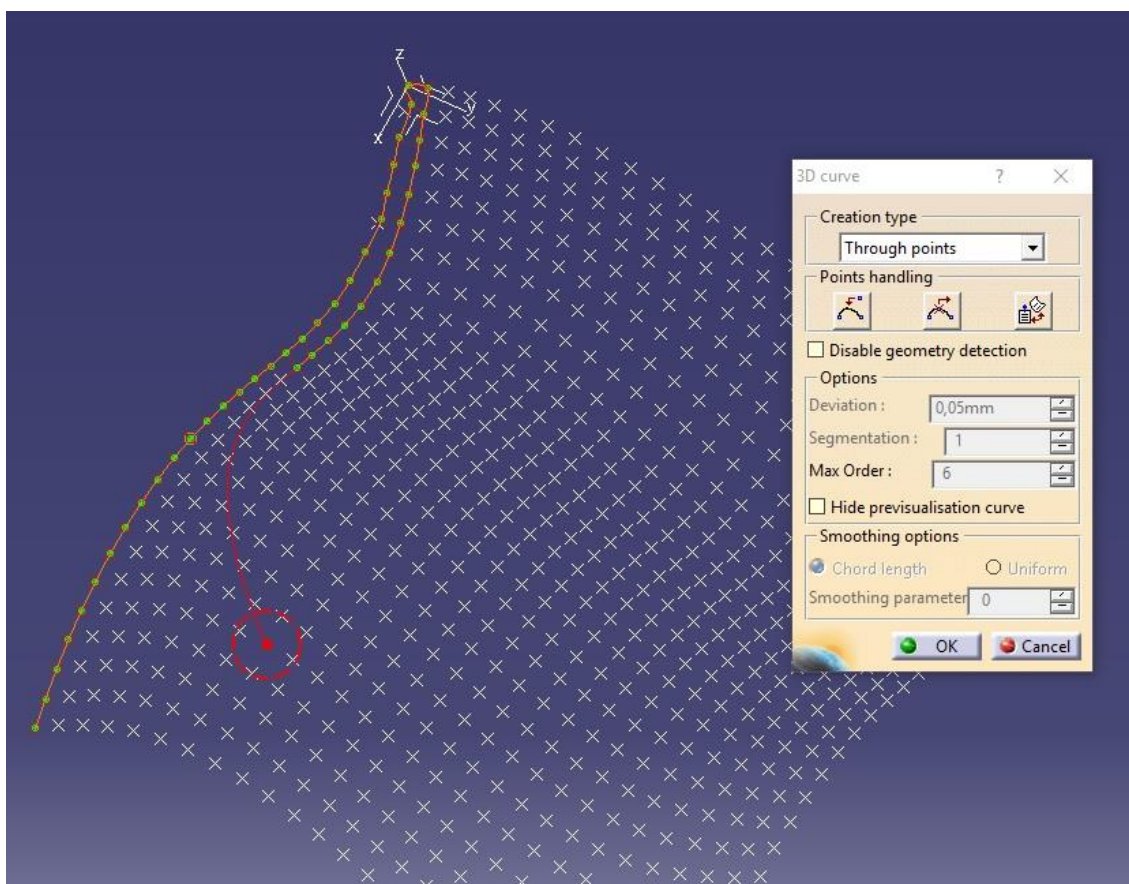 z
y
x
3D curve ? ×
Creation type
Through points
Points handling
Disable geometry detection
Options
Deviation : 0,05mm
Segmentation : 1
Max Order : 6
Hide previsualisation curve
Smoothing options
Chord length Uniform
Smoothing parameter 0
OK Cancel